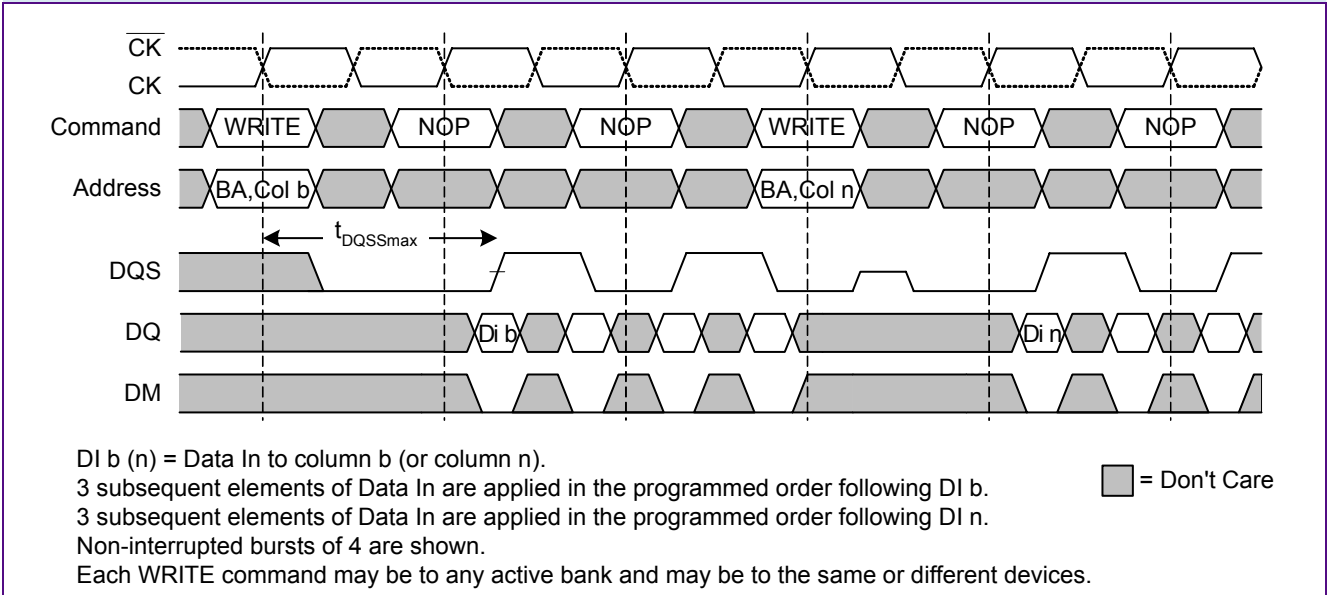 CK
CK
Command WRITE NOP NOP WRITE NOP NOP
Address BA,Col b BA,Col n
tDQSSmax
DQS
DQ Di b Di n
DM
DI b (n) = Data In to column b (or column n).
3 subsequent elements of Data In are applied in the programmed order following DI b.
= Don't Care
3 subsequent elements of Data In are applied in the programmed order following DI n.
Non-interrupted bursts of 4 are shown.
Each WRITE command may be to any active bank and may be to the same or different devices.